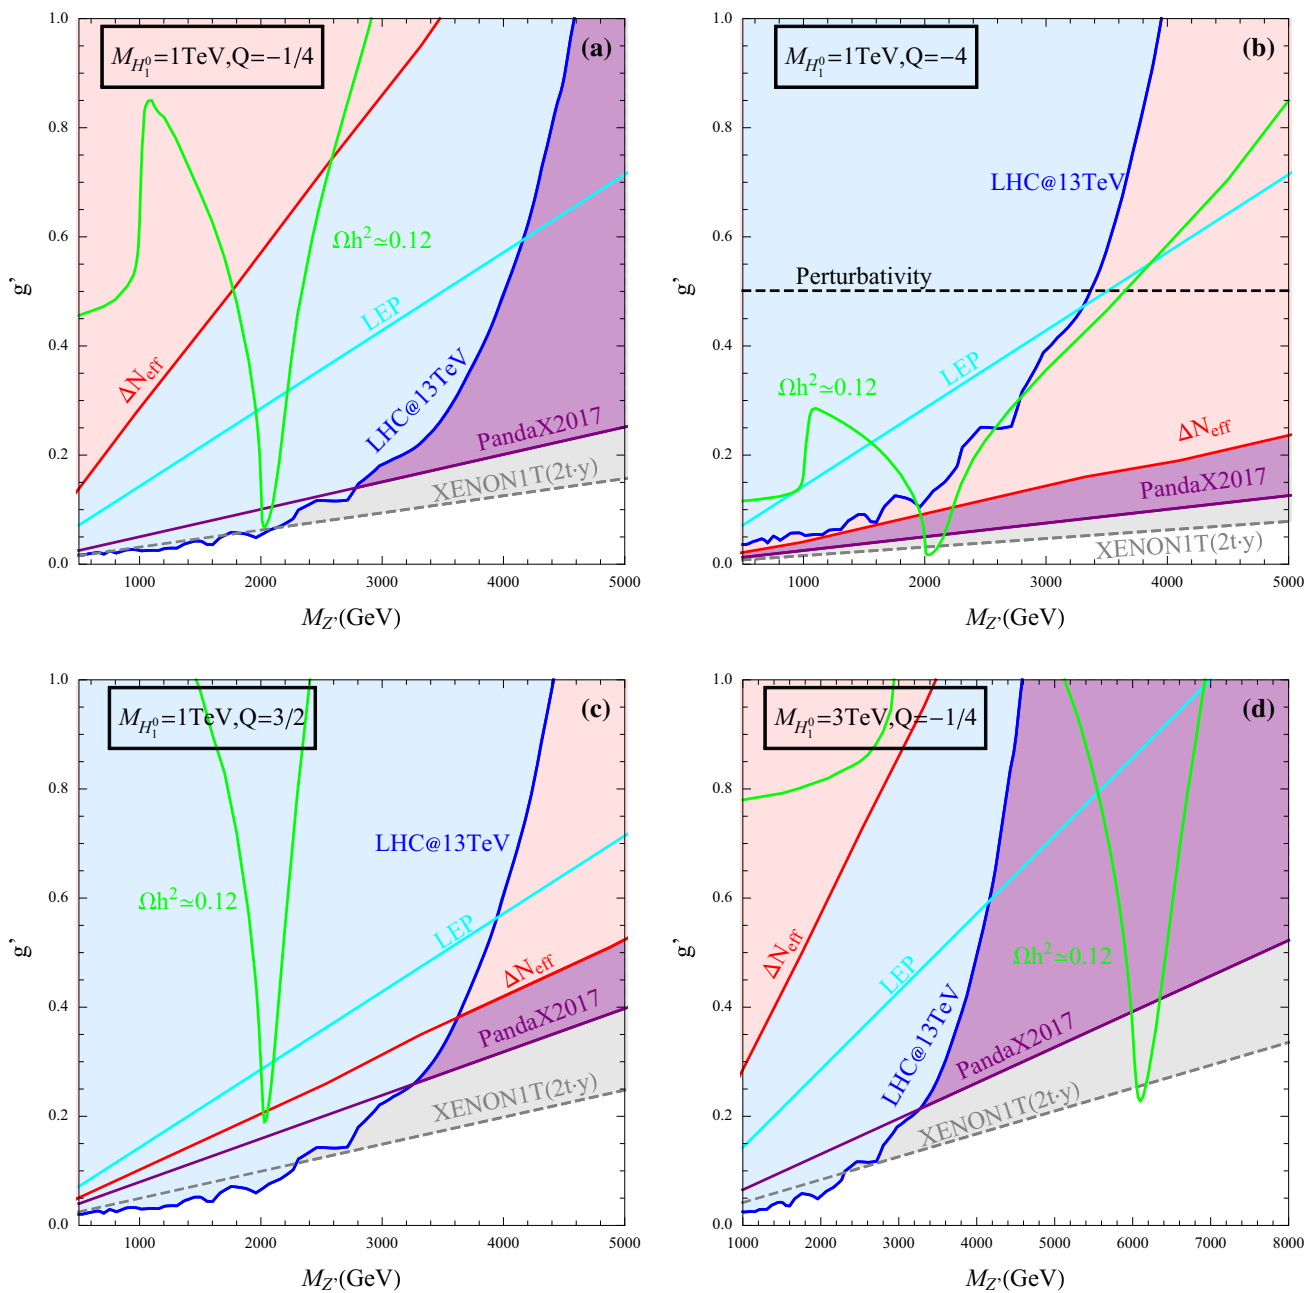 M_{H_1^0}=1TeV,Q=−1/4
(a)
Ωh²≃0.12
LEP
ΔN_eff
LHC@13TeV
PandaX2017
XENON1T(2t·y)
g'
1.0
0.8
0.6
0.4
0.2
0.0
1000 2000 3000 4000 5000
M_Z'(GeV)
M_{H_1^0}=1TeV,Q=−4
(b)
LHC@13TeV
Perturbativity
LEP
Ωh²≃0.12
ΔN_eff
PandaX2017
XENON1T(2t·y)
g'
1.0
0.8
0.6
0.4
0.2
0.0
1000 2000 3000 4000 5000
M_Z'(GeV)
M_{H_1^0}=1TeV,Q=3/2
(c)
LHC@13TeV
Ωh²≃0.12
LEP
ΔN_eff
PandaX2017
XENON1T(2t·y)
g'
1.0
0.8
0.6
0.4
0.2
0.0
1000 2000 3000 4000 5000
M_Z'(GeV)
M_{H_1^0}=3TeV,Q=−1/4
(d)
ΔN_eff
LEP
Ωh²≃0.12
LHC@13TeV
PandaX2017
XENON1T(2t·y)
g'
1.0
0.8
0.6
0.4
0.2
0.0
1000 2000 3000 4000 5000 6000 7000 8000
M_Z'(GeV)